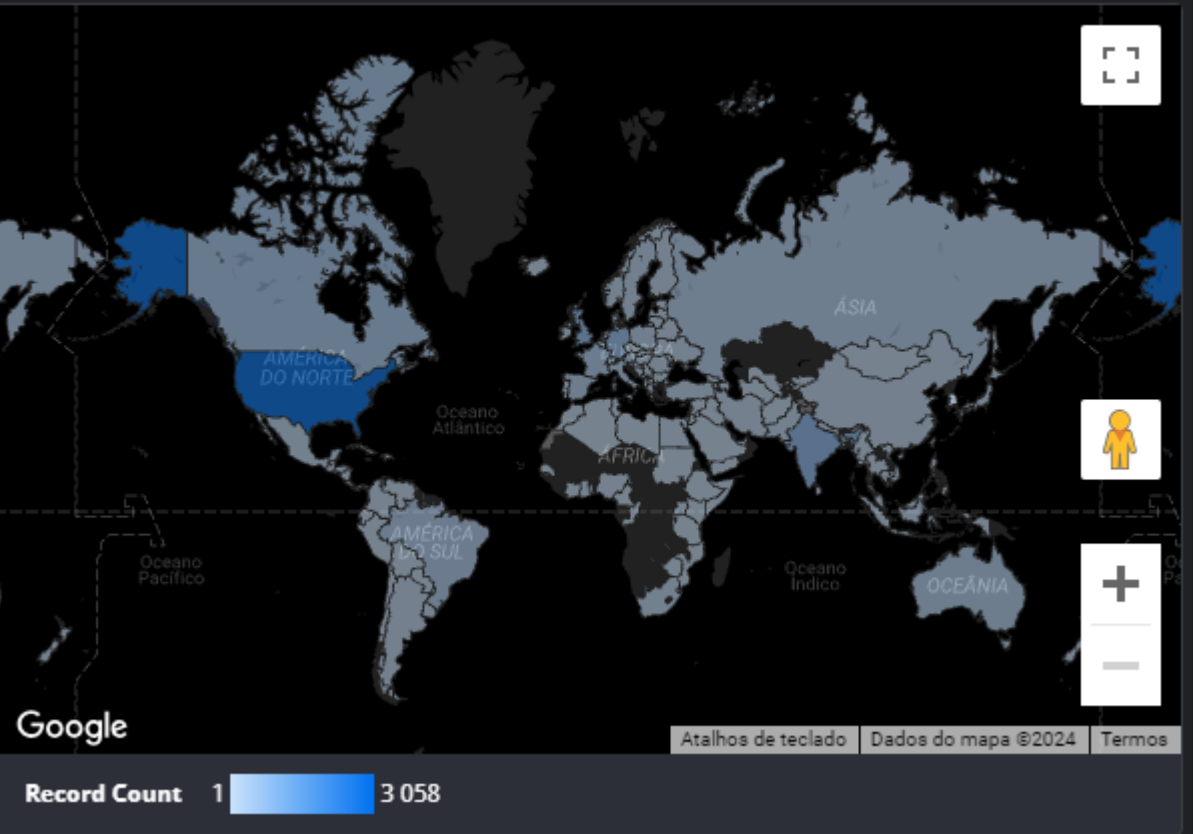 ÁSIA
AMÉRICA
DO NORTE
Oceano
Atlântico
ÁFRICA
AMÉRICA
DO SUL
Oceano
Pacífico
Oceano
Índico
OCEÂNIA
Google
Atalhos de teclado
Dados do mapa ©2024
Termos
Record Count 1 3 058